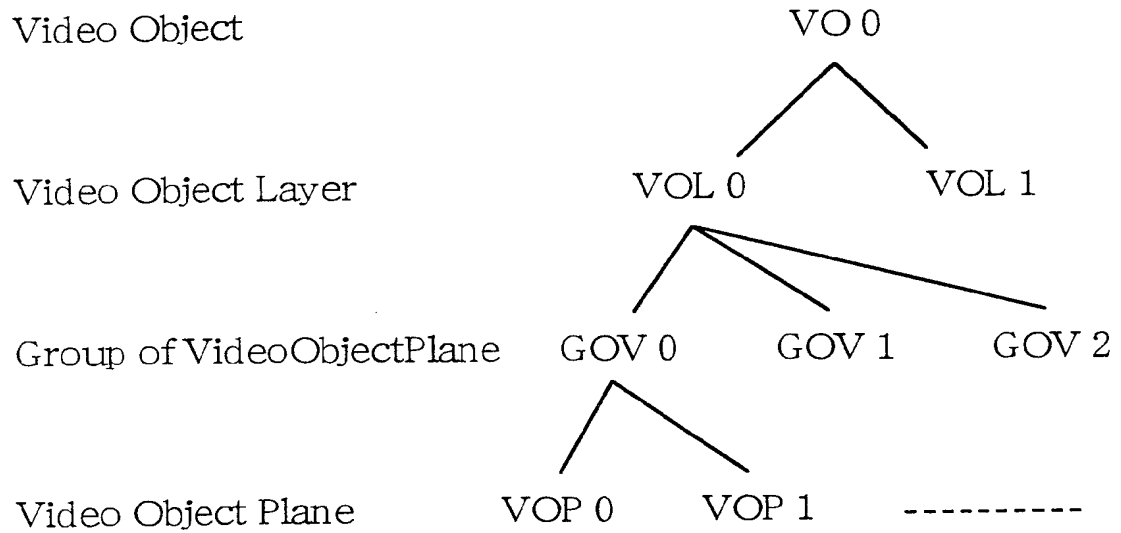 Video Object VO 0
Video Object Layer VOL 0 VOL 1
Group of VideoObjectPlane GOV 0 GOV 1 GOV 2
Video Object Plane VOP 0 VOP 1 ----------